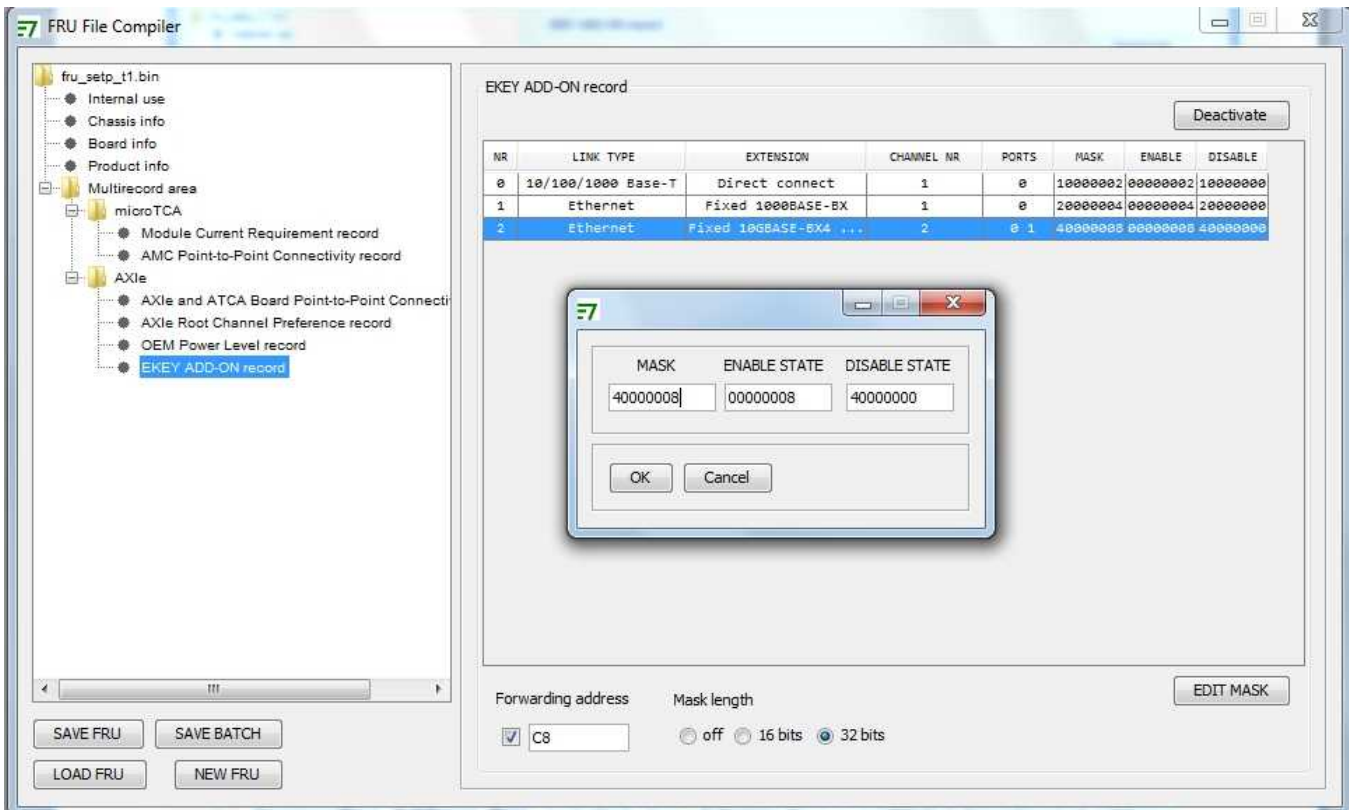 FRU File Compiler
fru_setp_t1.bin
Internal use
Chassis info
Board info
Product info
Multirecord area
microTCA
Module Current Requirement record
AMC Point-to-Point Connectivity record
AXIe
AXIe and ATCA Board Point-to-Point Connecti
AXIe Root Channel Preference record
OEM Power Level record
EKEY ADD-ON record
SAVE FRU SAVE BATCH
LOAD FRU NEW FRU
EKEY ADD-ON record
Deactivate
NR LINK TYPE EXTENSION CHANNEL NR PORTS MASK ENABLE DISABLE
0 10/100/1000 Base-T Direct connect 1 0 10000002 00000002 10000000
1 Ethernet Fixed 1000BASE-BX 1 0 20000004 00000004 20000000
2 Ethernet Fixed 10GBASE-BX4 ... 2 0 1 40000008 00000008 40000000
MASK ENABLE STATE DISABLE STATE
40000008 00000008 40000000
OK Cancel
EDIT MASK
Forwarding address Mask length
C8 off 16 bits 32 bits